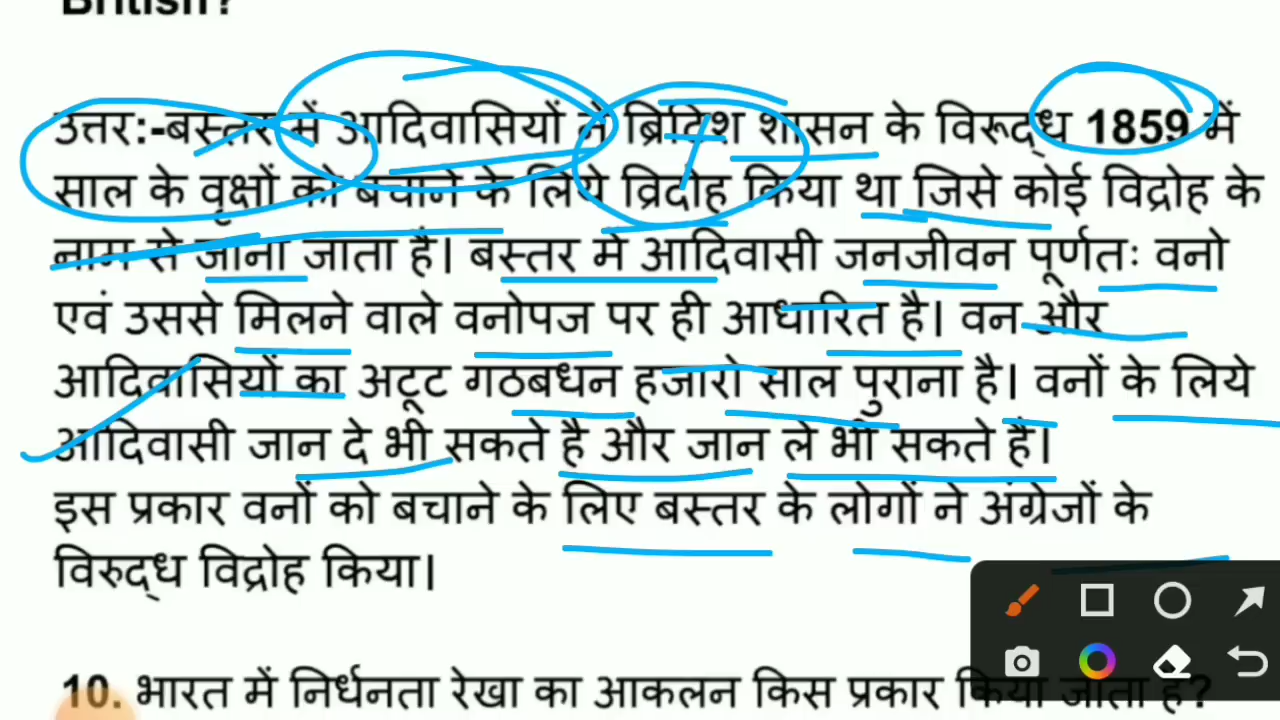 British?
उत्तर:-बस्तर में आदिवासियों ने ब्रिटिश शासन के विरूद्ध 1859 में
साल के वृक्षों को बचाने के लिये व्रिदोह किया था जिसे कोई विद्रोह के
नाम से जाना जाता है। बस्तर मे आदिवासी जनजीवन पूर्णतः वनो
एवं उससे मिलने वाले वनोपज पर ही आधारित है। वन और
आदिवासियों का अटूट गठबधन हजारो साल पुराना है। वनों के लिये
आदिवासी जान दे भी सकते है और जान ले भी सकते है।
इस प्रकार वनों को बचाने के लिए बस्तर के लोगों ने अंग्रेजों के
विरुद्ध विद्रोह किया।
10. भारत में निर्धनता रेखा का आकलन किस प्रकार किया जाता है?